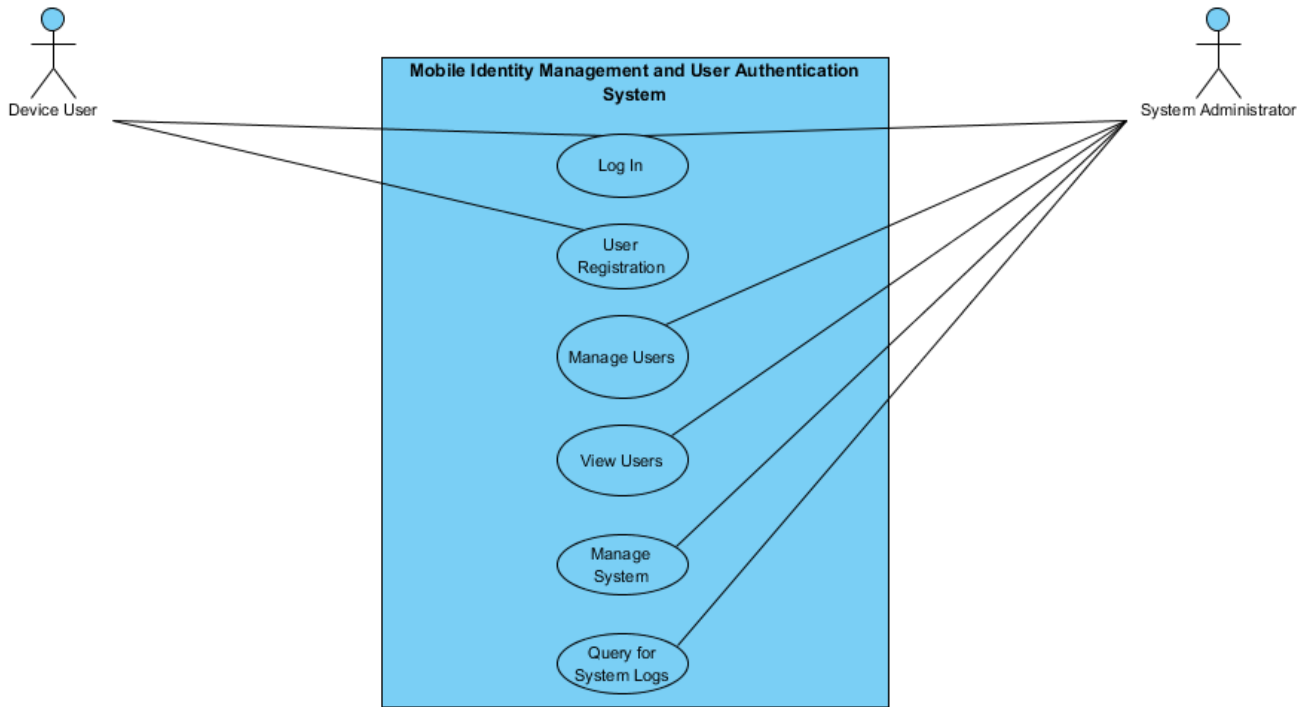 Device User
System Administrator
Mobile Identity Management and User Authentication
System
Log In
User
Registration
Manage Users
View Users
Manage
System
Query for
System Logs